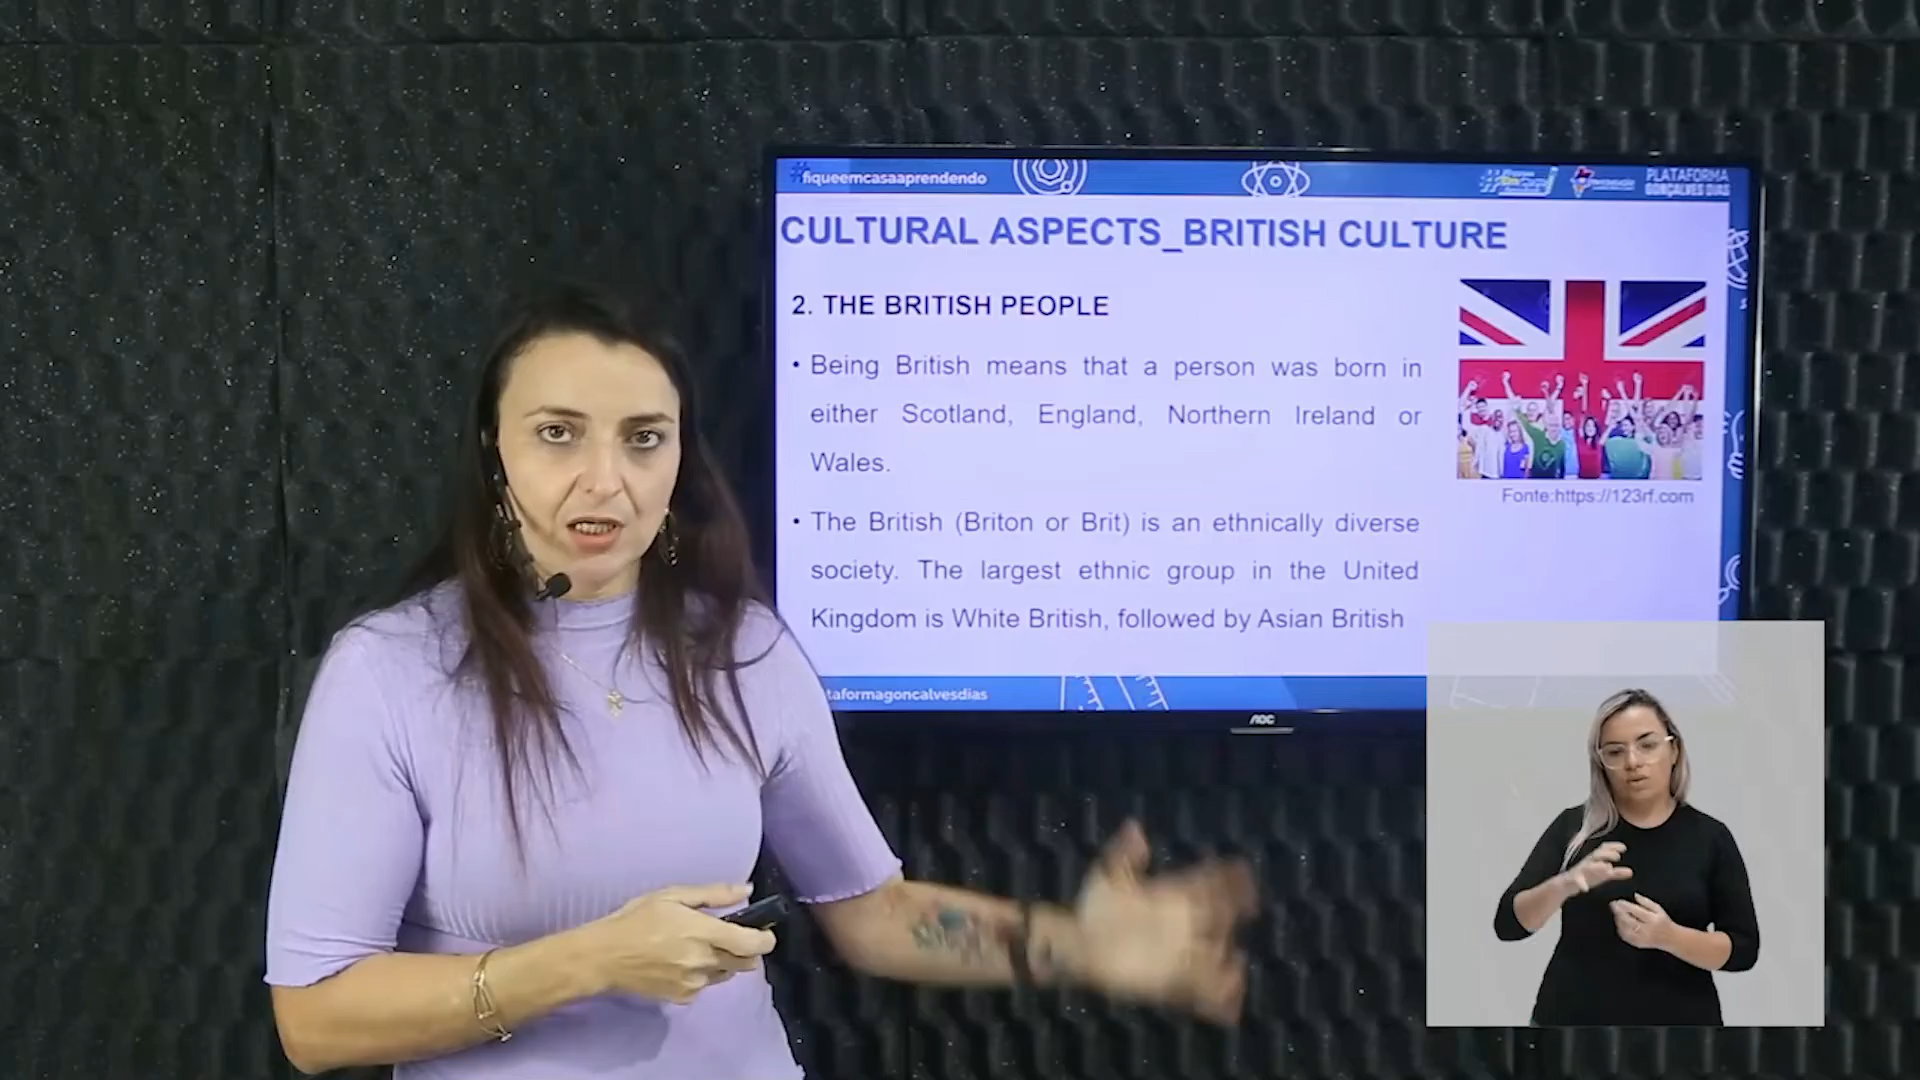 #fiqueemcasaaprendendo
PLATAFORMA
GONÇALVES DIAS
CULTURAL ASPECTS_BRITISH CULTURE
2. THE BRITISH PEOPLE
• Being British means that a person was born in
either Scotland, England, Northern Ireland or
Wales.
Fonte:https://123rf.com
• The British (Briton or Brit) is an ethnically diverse
society. The largest ethnic group in the United
Kingdom is White British, followed by Asian British
taformagoncalvesdias
AOC